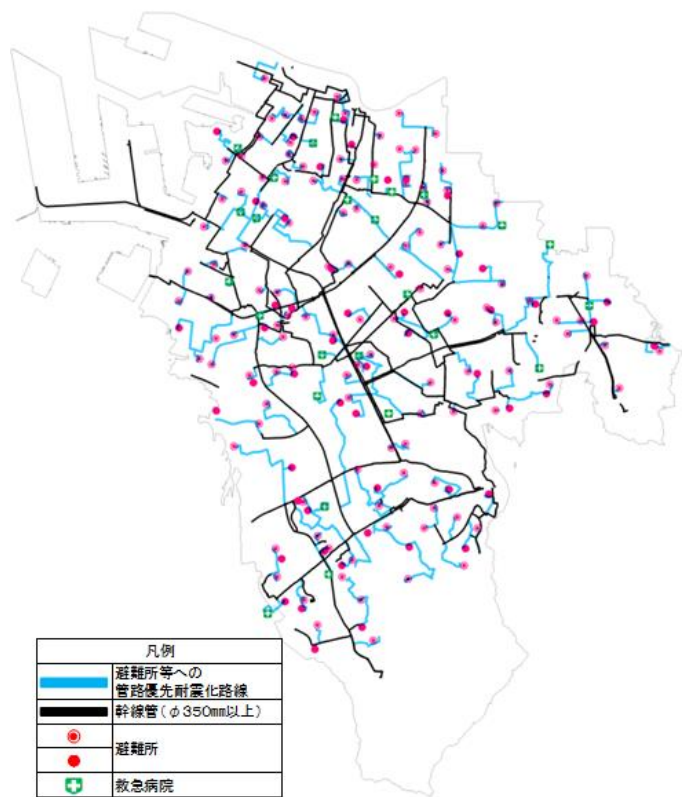 凡例
避難所等への
管路優先耐震化路線
幹線管(φ350mm以上)
避難所
救急病院